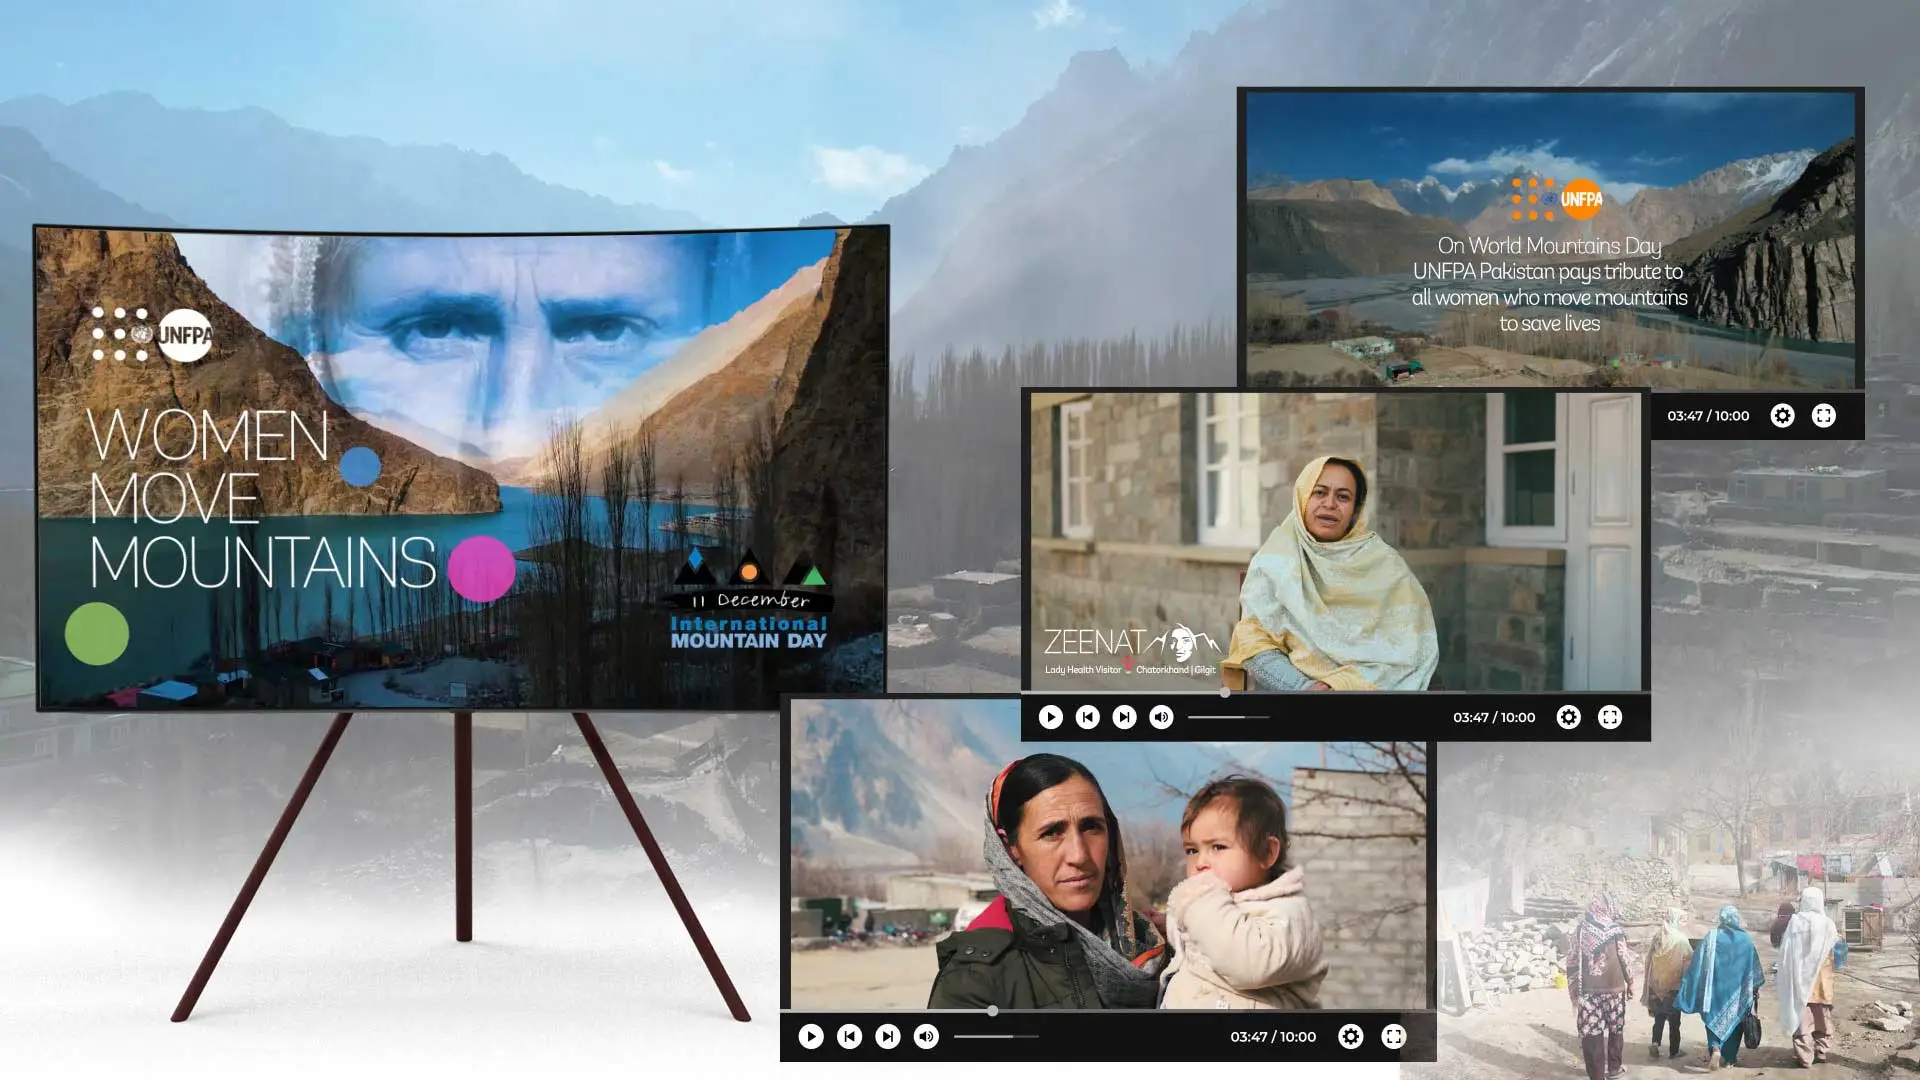 UNFPA
WOMEN
MOVE
MOUNTAINS
11 December
International
MOUNTAIN DAY
UNFPA
On World Mountains Day
UNFPA Pakistan pays tribute to
all women who move mountains
to save lives
03:47 / 10:00
ZEENAT
Lady Health Visitor Chatorkhand | Gilgit
03:47 / 10:00
03:47 / 10:00